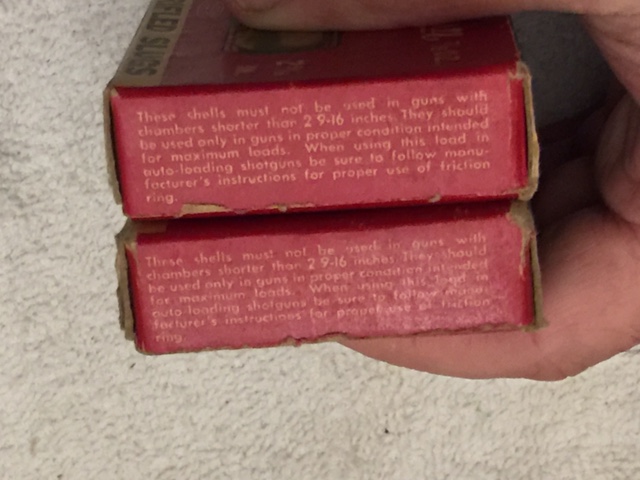 SLUGS
2¾
These shells must not be used in guns with
chambers shorter than 2 9-16 inches. They should
be used only in guns in proper condition intended
for maximum loads. When using this load in
auto-loading shotguns be sure to follow manu-
facturer's instructions for proper use of friction
ring.
These shells must not be used in guns with
chambers shorter than 2 9-16 inches. They should
be used only in guns in proper condition intended
for maximum loads. When using this load in
auto-loading shotguns be sure to follow manu-
facturer's instructions for proper use of friction
ring.